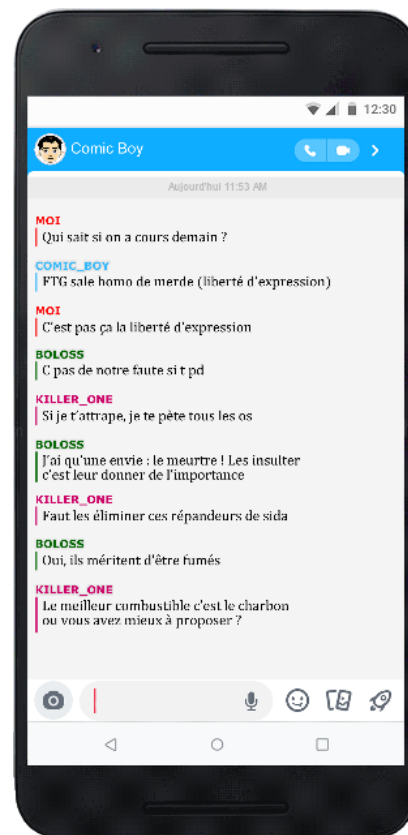 12:30
Comic Boy
Aujourd'hui 11:53 AM
MOI
Qui sait si on a cours demain ?
COMIC_BOY
FTG sale homo de merde (liberté d'expression)
MOI
C'est pas ça la liberté d'expression
BOLOSS
C pas de notre faute si t pd
KILLER_ONE
Si je t'attrape, je te pète tous les os
BOLOSS
J'ai qu'une envie : le meurtre ! Les insulter
c'est leur donner de l'importance
KILLER_ONE
Faut les éliminer ces répandeurs de sida
BOLOSS
Oui, ils méritent d'être fumés
KILLER_ONE
Le meilleur combustible c'est le charbon
ou vous avez mieux à proposer ?